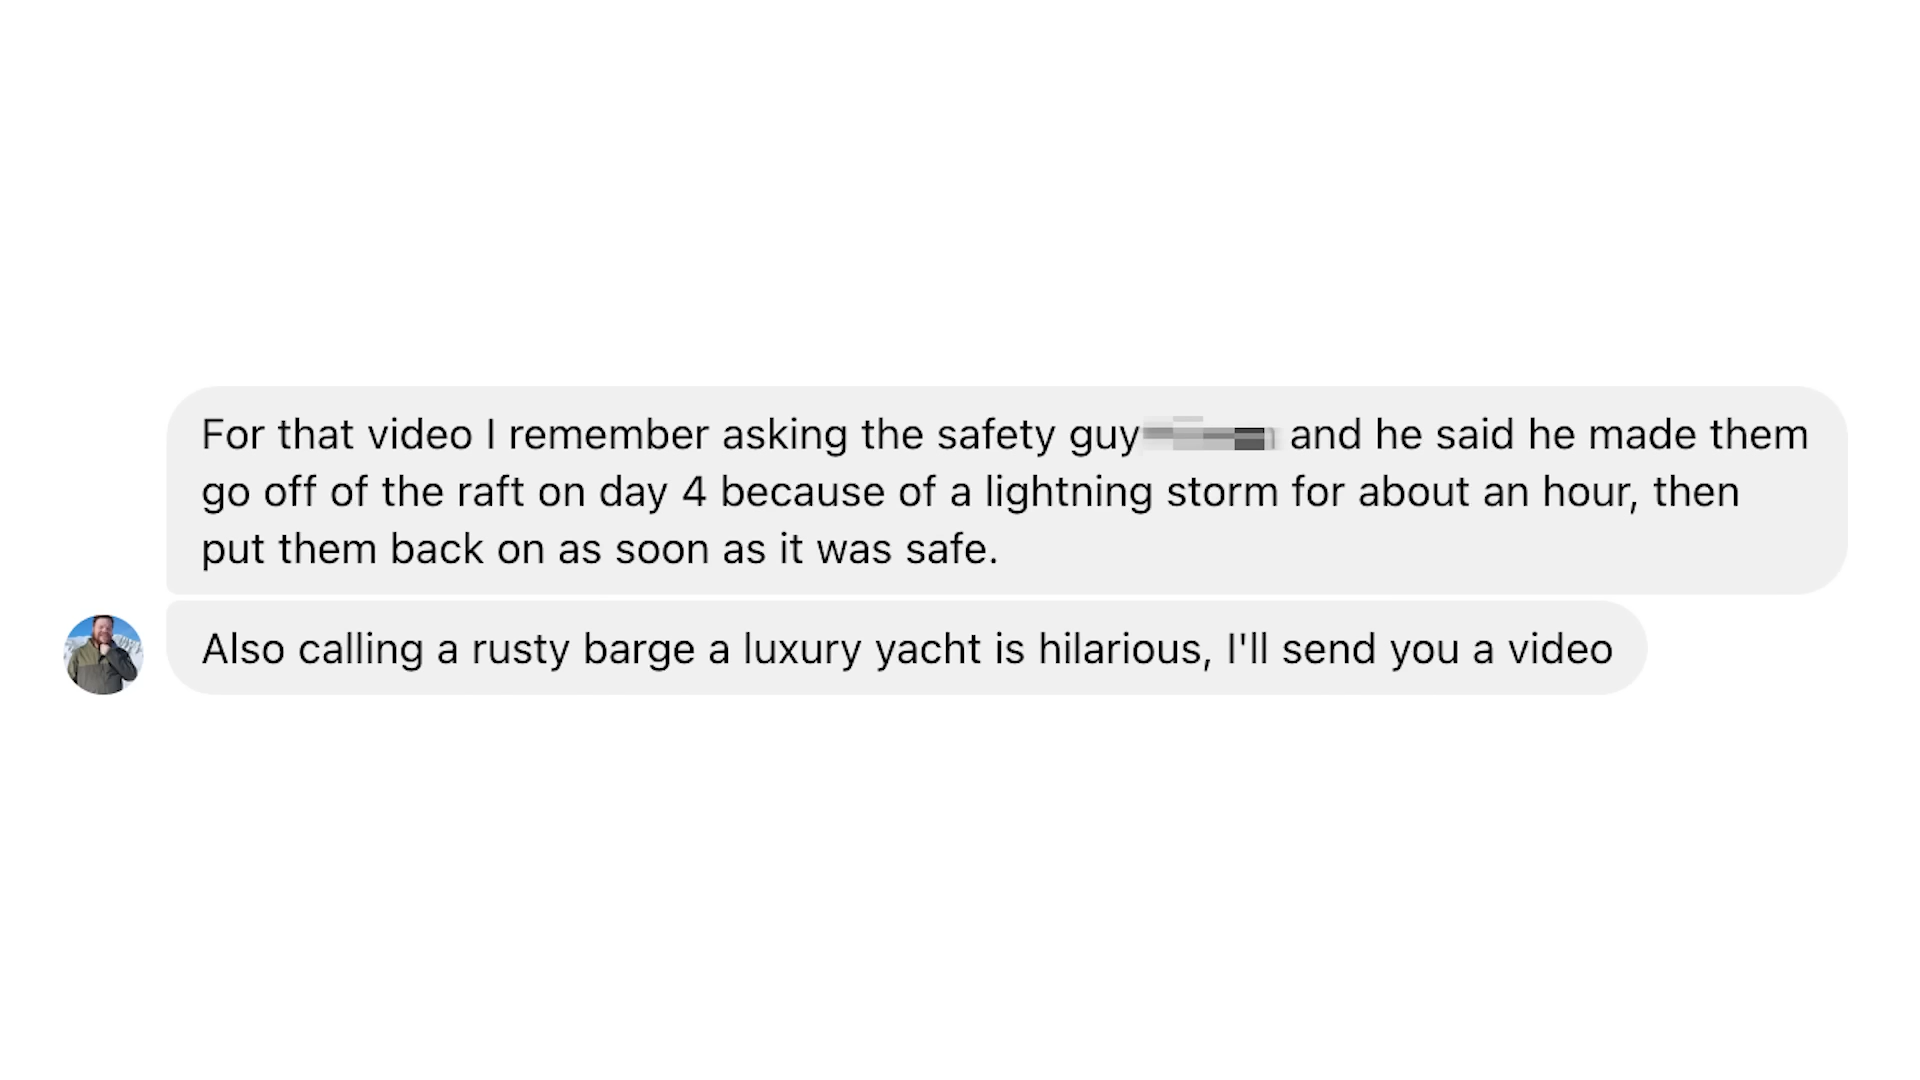 For that video I remember asking the safety guy and he said he made them
go off of the raft on day 4 because of a lightning storm for about an hour, then
put them back on as soon as it was safe.
Also calling a rusty barge a luxury yacht is hilarious, I'll send you a video